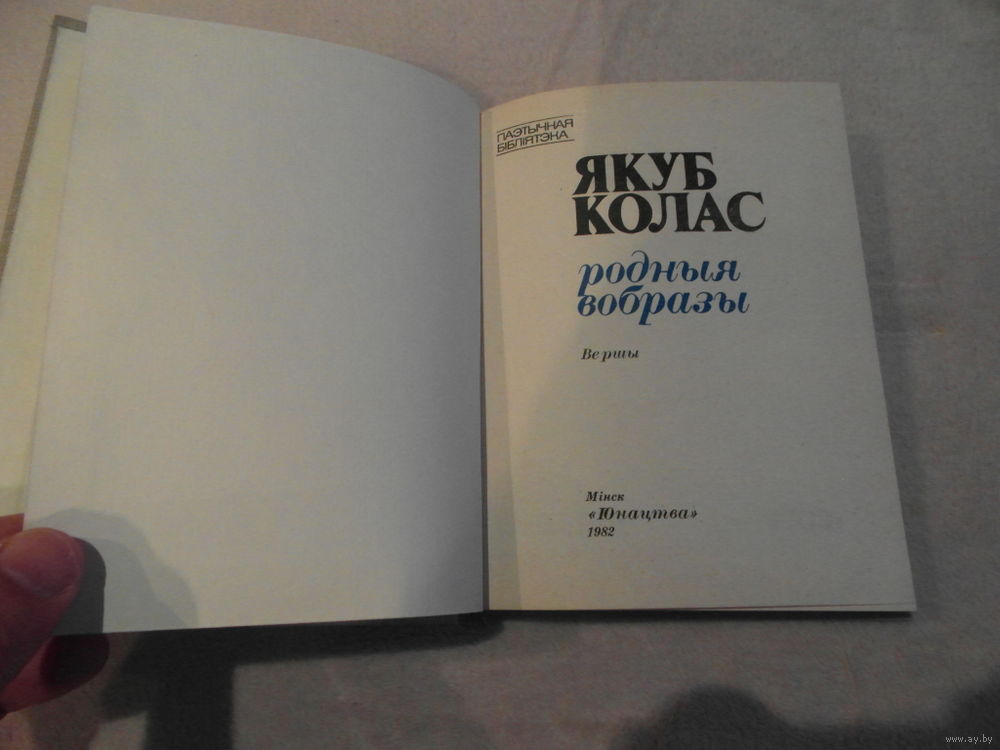 ПАЭТЫЧНАЯ
БІБЛІЯТЭКА
ЯКУБ
КОЛАС
родныя
вобразы
Вершы
Мінск
«Юнацтва»
1982
www.ay.by